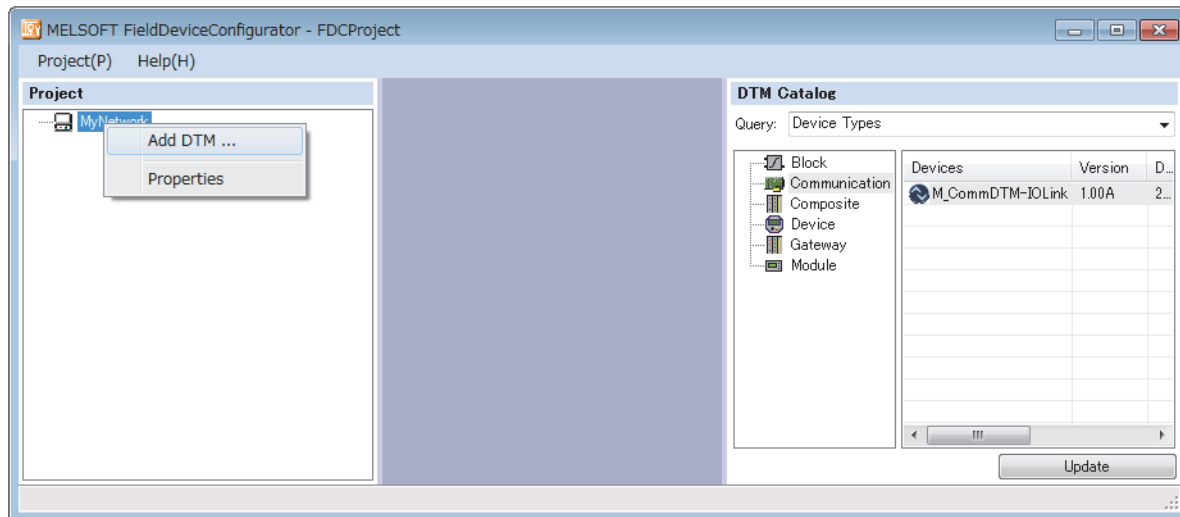 MELSOFT FieldDeviceConfigurator - FDCProject
Project(P) Help(H)
Project
MyNetwork
Add DTM ...
Properties
DTM Catalog
Query: Device Types
Block
Communication
Composite
Device
Gateway
Module
Devices Version D...
M_CommDTM-IOLink 1.00A 2...
Update